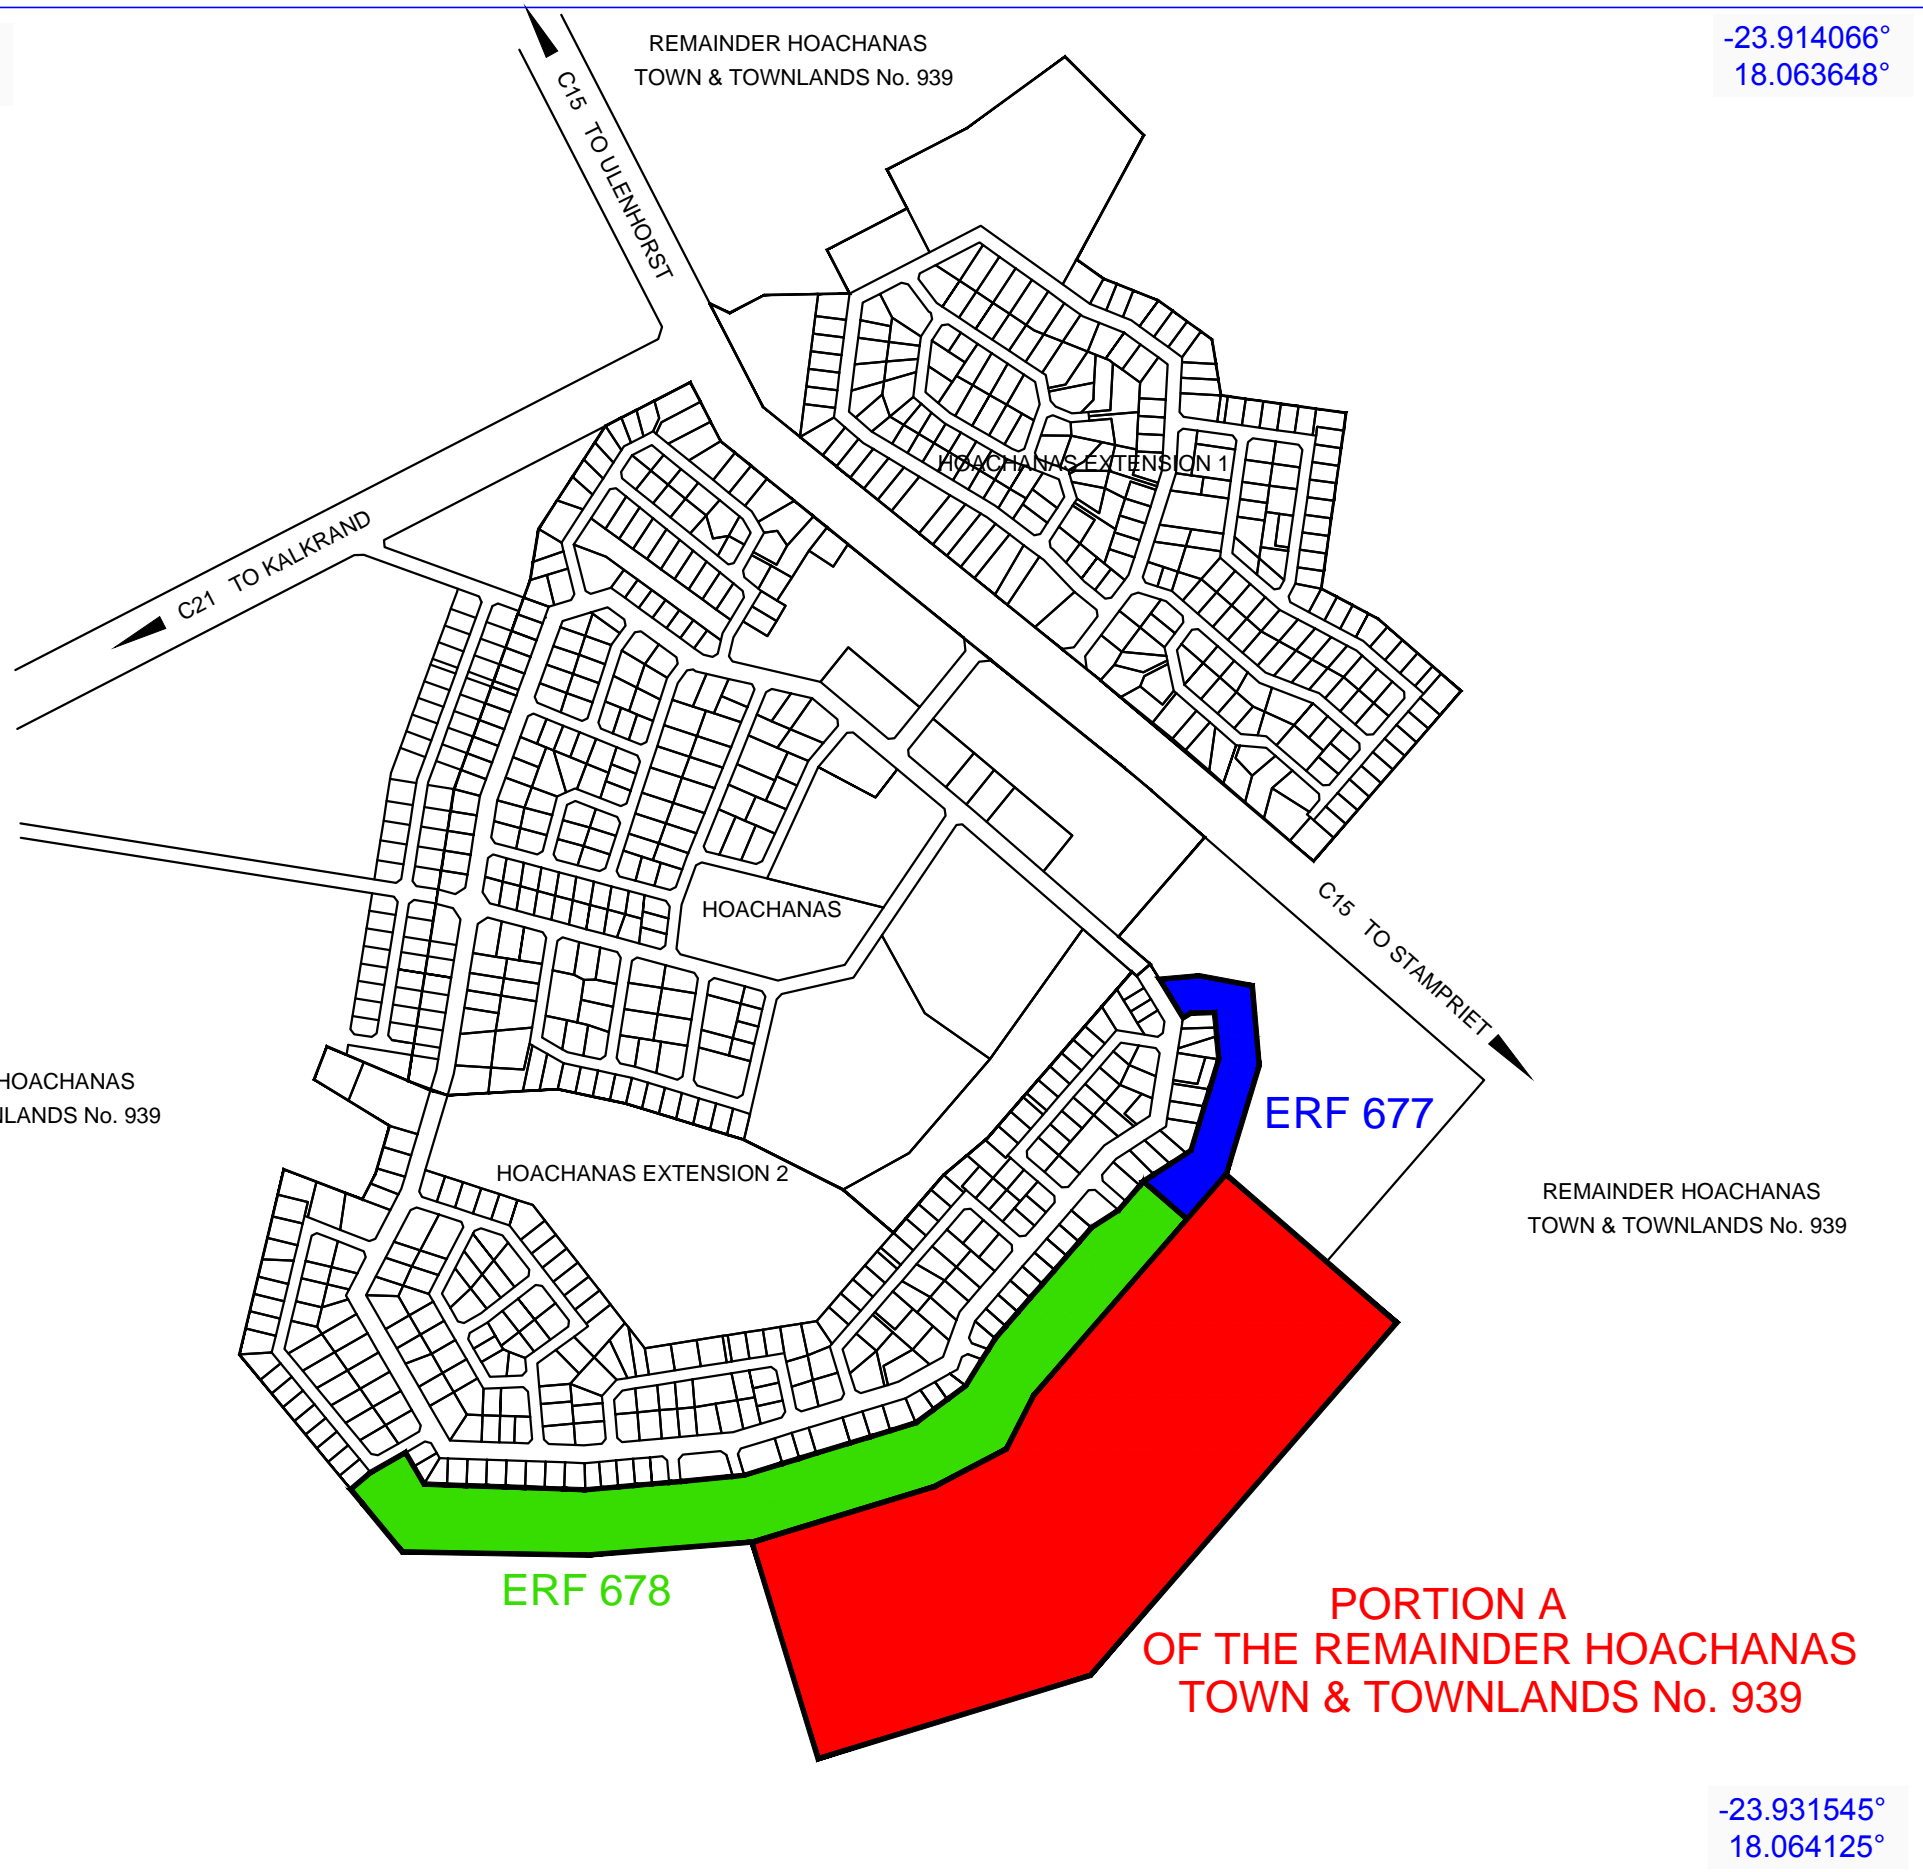 REMAINDER HOACHANAS
TOWN & TOWNLANDS No. 939
-23.914066°
18.063648°
C15 TO ULENHORST
HOACHANAS EXTENSION 1
C21 TO KALKRAND
HOACHANAS
C15 TO STAMPRIET
HOACHANAS
NLANDS No. 939
ERF 677
HOACHANAS EXTENSION 2
REMAINDER HOACHANAS
TOWN & TOWNLANDS No. 939
ERF 678
PORTION A
OF THE REMAINDER HOACHANAS
TOWN & TOWNLANDS No. 939
-23.931545°
18.064125°